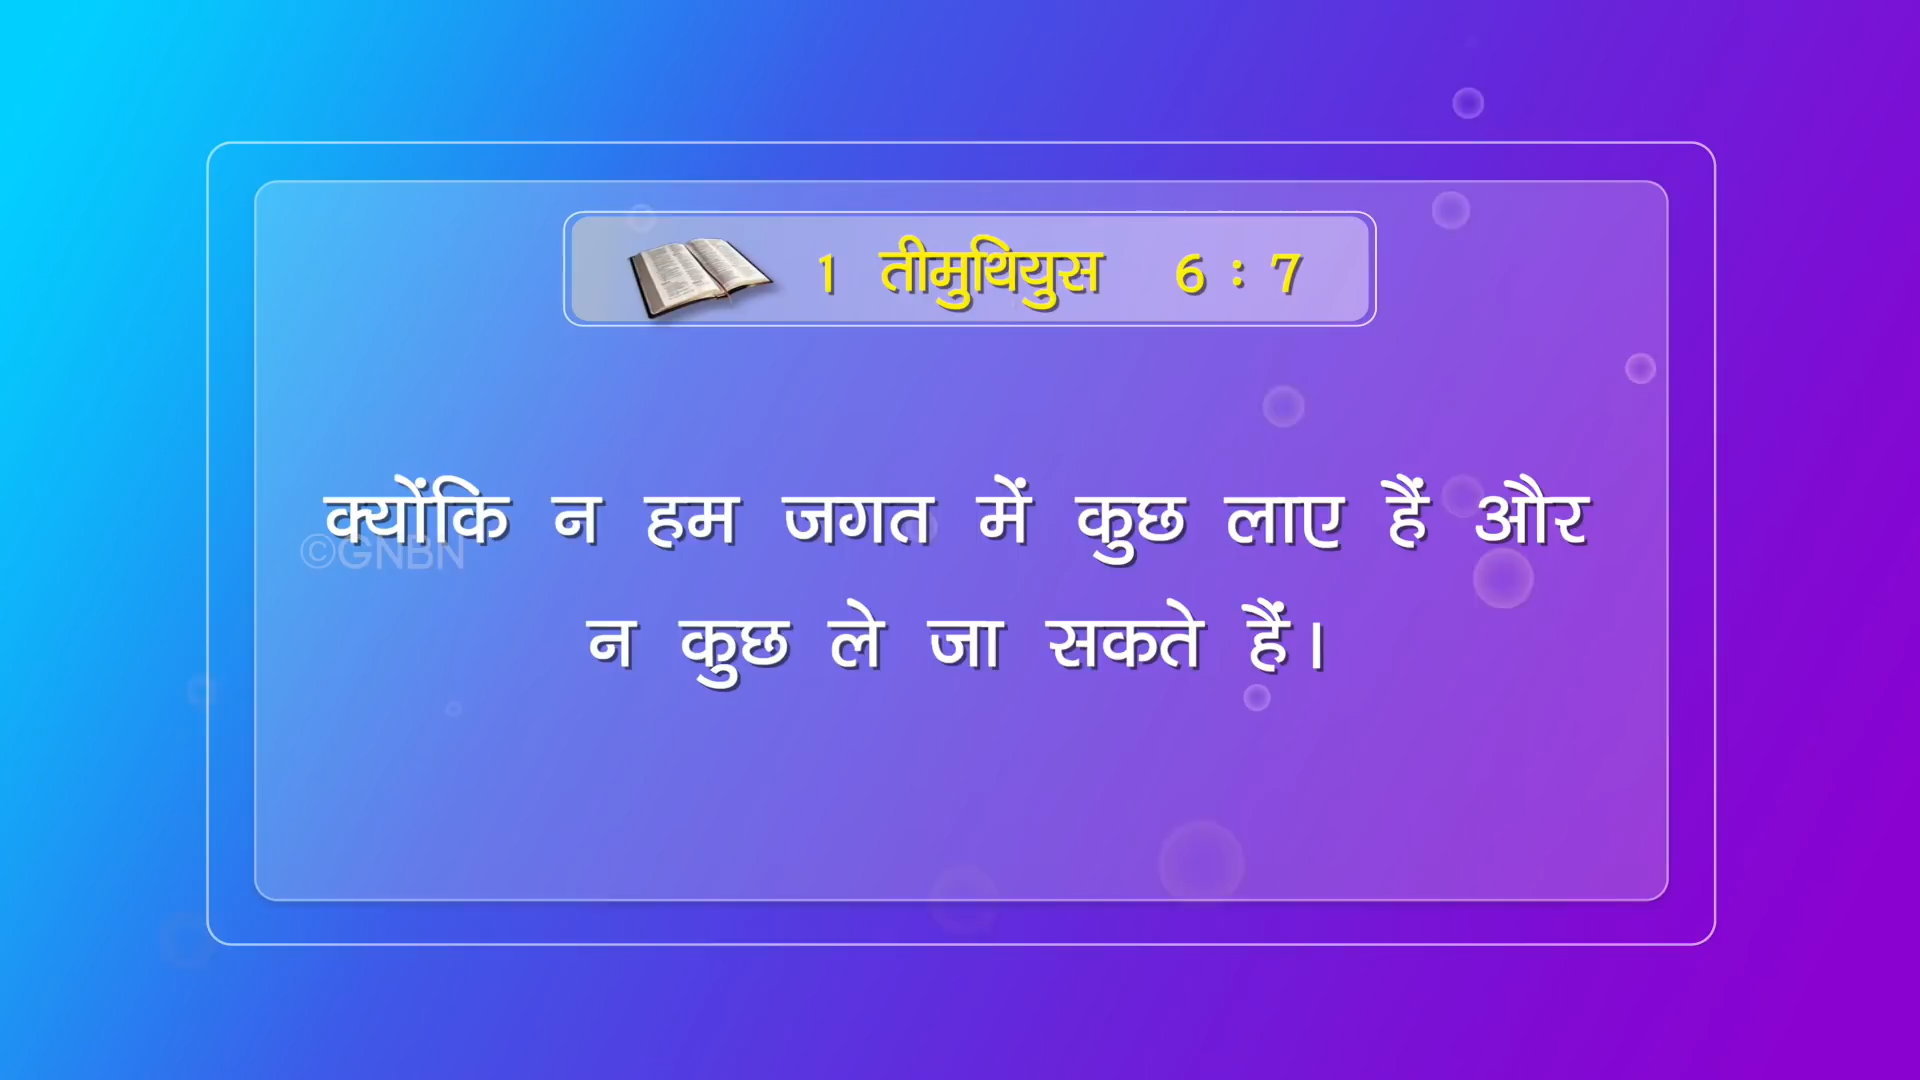 1 तीमुथियुस 6 : 7
क्योंकि न हम जगत में कुछ लाए हैं और
©GNBN
न कुछ ले जा सकते हैं।